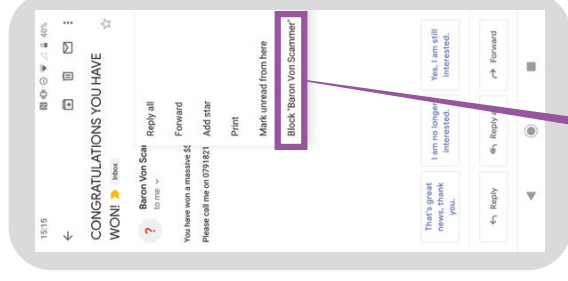 15:15
40%
CONGRATULATIONS YOU HAVE
WON! Inbox
Baron Von Scam
to me
You have won a massive $$
Please call me on 0791821
Reply all
Forward
Add star
Print
Mark unread from here
Block "Baron Von Scammer"
That's great
news, thank
you.
I am no longer
interested.
Yes, I am still
interested.
Reply
Reply a
Forward